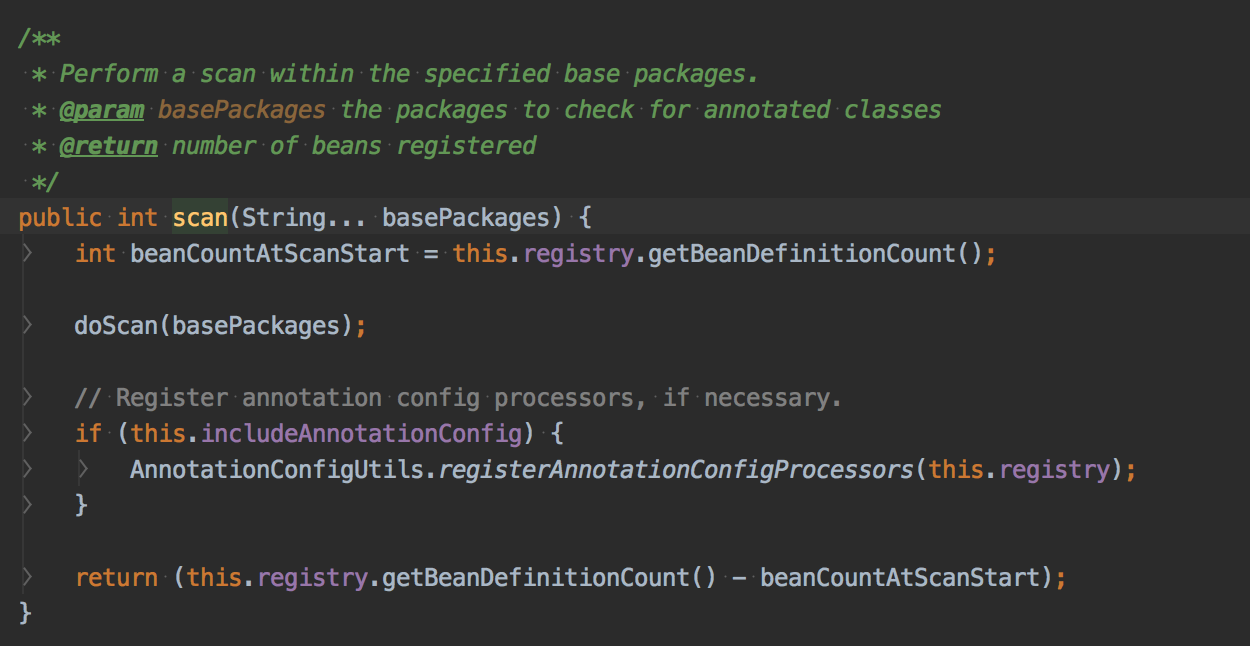 /**
 * Perform a scan within the specified base packages.
 * @param basePackages the packages to check for annotated classes
 * @return number of beans registered
 */
public int scan(String... basePackages) {
    int beanCountAtScanStart = this.registry.getBeanDefinitionCount();
    doScan(basePackages);
    // Register annotation config processors, if necessary.
    if (this.includeAnnotationConfig) {
        AnnotationConfigUtils.registerAnnotationConfigProcessors(this.registry);
    }
    return (this.registry.getBeanDefinitionCount() - beanCountAtScanStart);
}